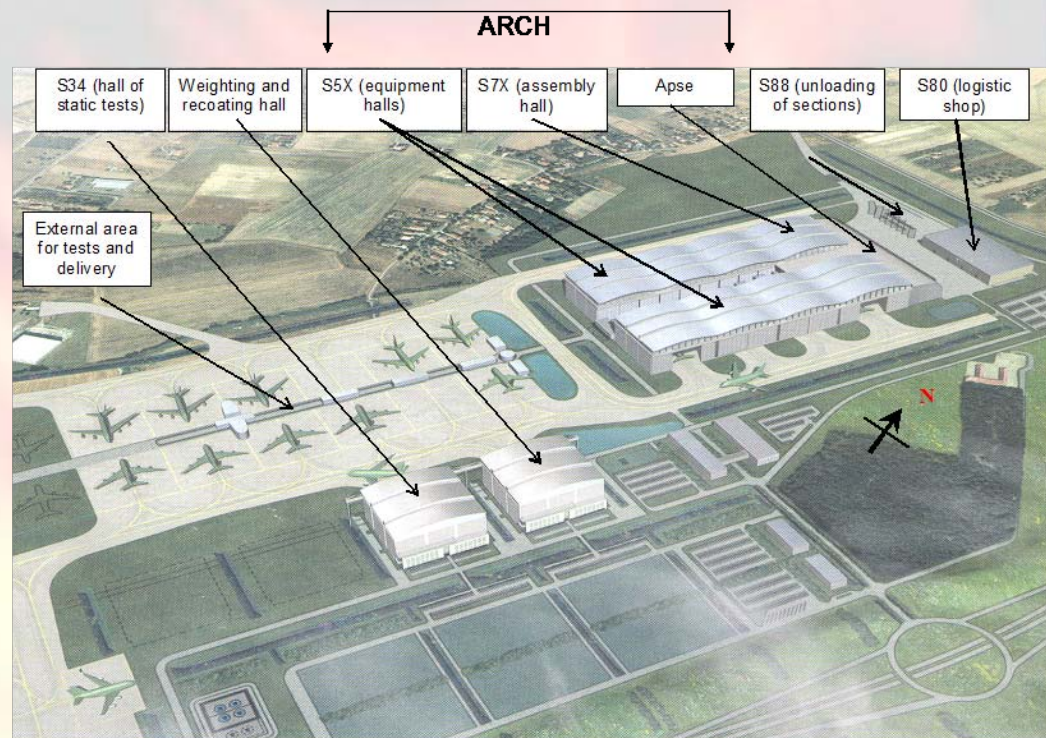 ARCH
S34 (hall of
static tests)
Weighting and
recoating hall
S5X (equipment
halls)
S7X (assembly
hall)
Apse
S88 (unloading
of sections)
S80 (logistic
shop)
External area
for tests and
delivery
N